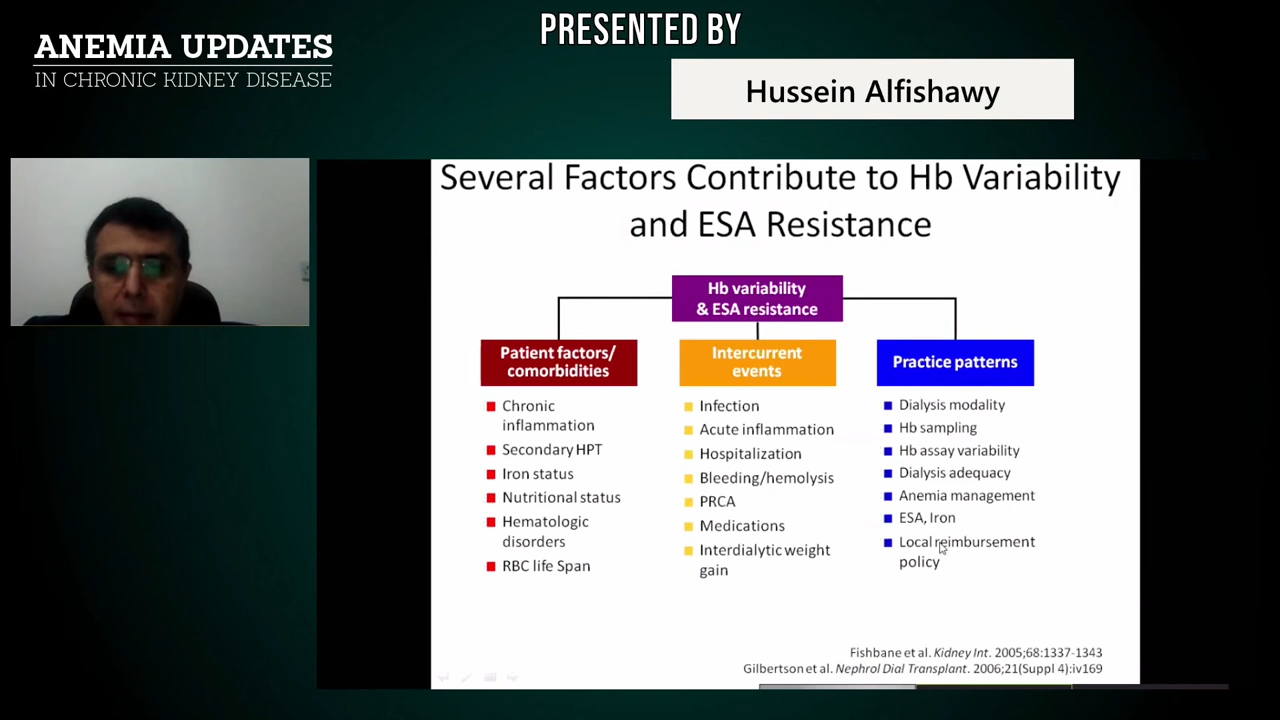 PRESENTED BY
ANEMIA UPDATES
IN CHRONIC KIDNEY DISEASE
Hussein Alfishawy
Several Factors Contribute to Hb Variability
and ESA Resistance
Hb variability
& ESA resistance
Patient factors/
comorbidities
Chronic
inflammation
Secondary HPT
Iron status
Nutritional status
Hematologic
disorders
RBC life Span
Intercurrent
events
Infection
Acute inflammation
Hospitalization
Bleeding/hemolysis
PRCA
Medications
Interdialytic weight
gain
Practice patterns
Dialysis modality
Hb sampling
Hb assay variability
Dialysis adequacy
Anemia management
ESA, Iron
Local reimbursement
policy
Fishbane et al. Kidney Int. 2005;68:1337-1343
Gilbertson et al. Nephrol Dial Transplant. 2006;21(Suppl 4):iv169